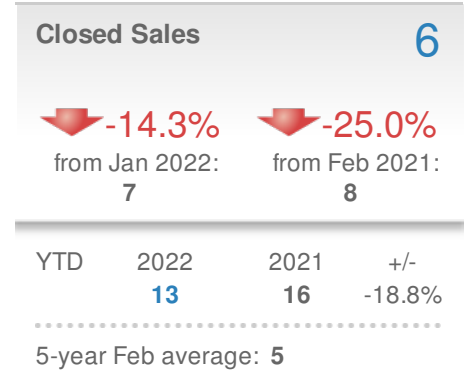 Closed Sales 6
-14.3% -25.0%
from Jan 2022: from Feb 2021:
7 8
YTD 2022 2021 +/-
13 16 -18.8%
5-year Feb average: 5